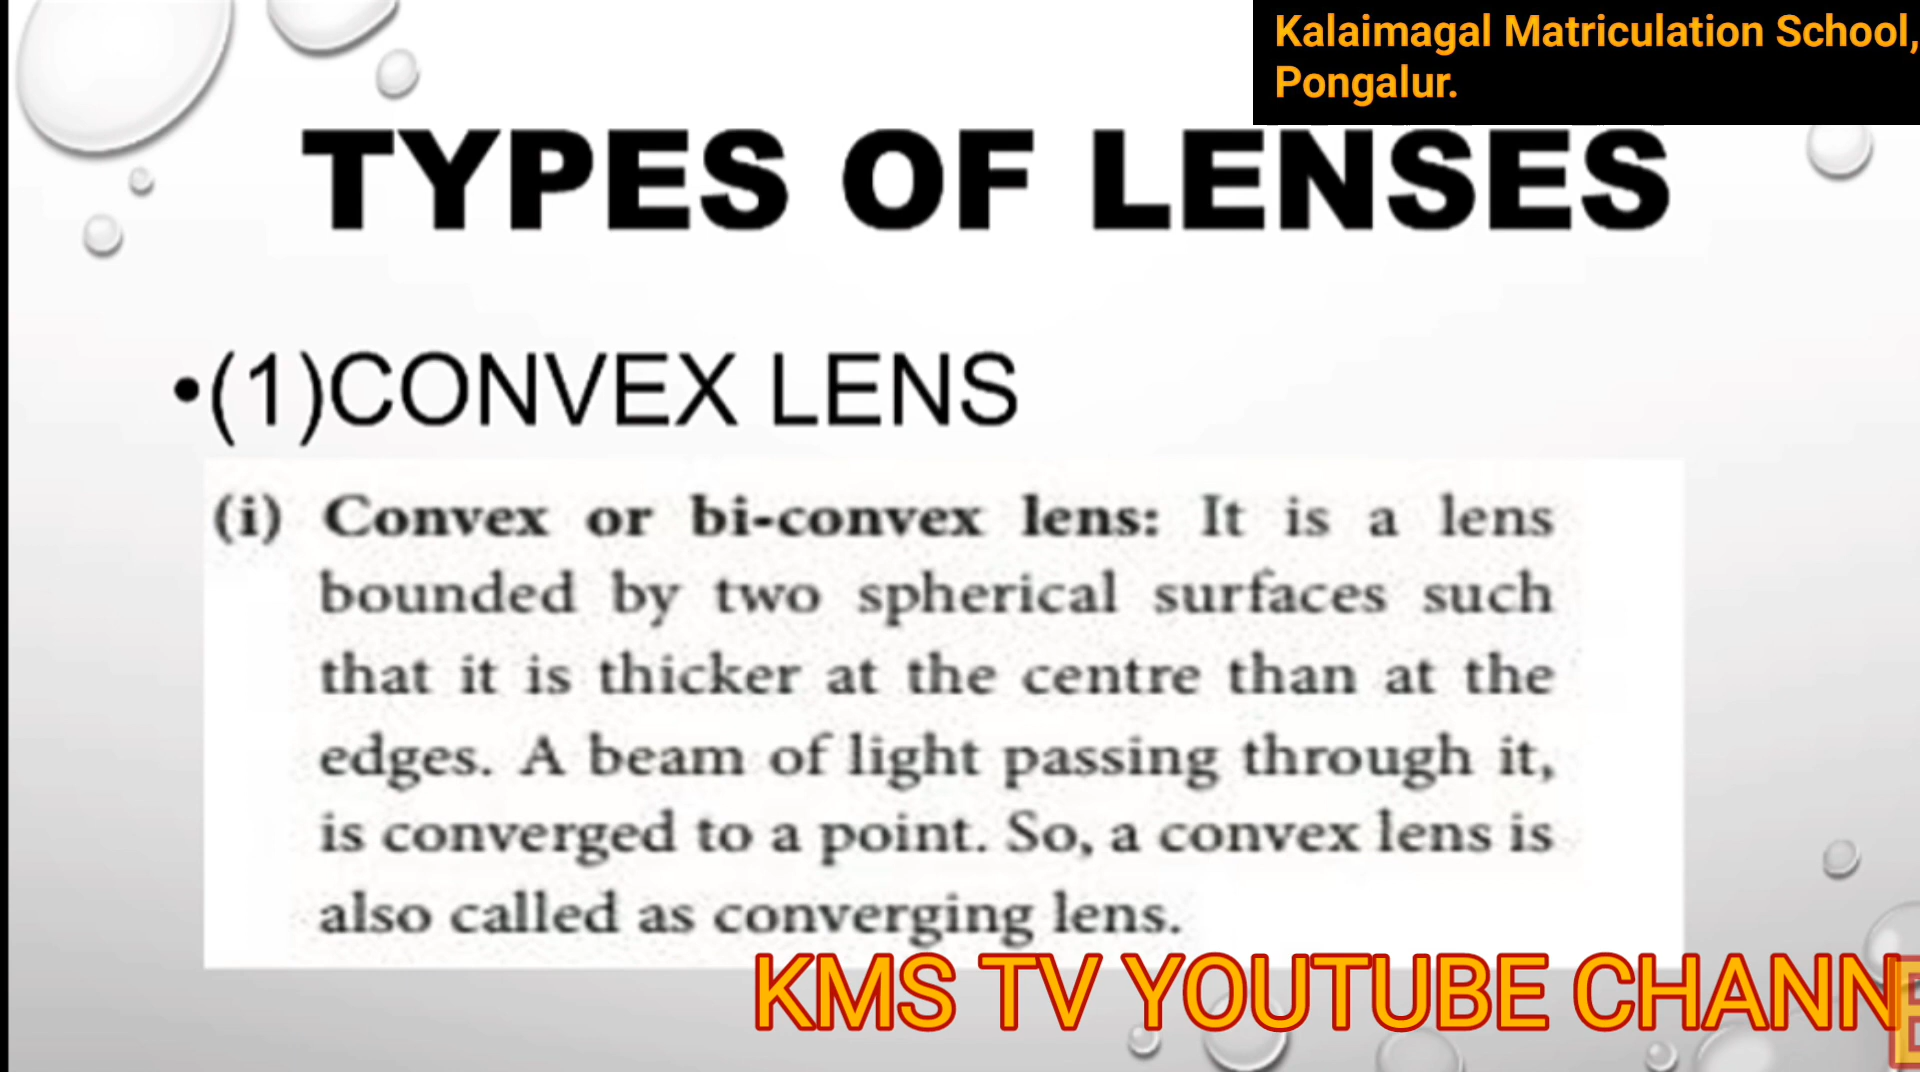 Kalaimagal Matriculation School,
Pongalur.
TYPES OF LENSES
•(1)CONVEX LENS
(i) Convex or bi-convex lens: It is a lens
bounded by two spherical surfaces such
that it is thicker at the centre than at the
edges. A beam of light passing through it,
is converged to a point. So, a convex lens is
also called as converging lens.
KMS TV YOUTUBE CHANNE